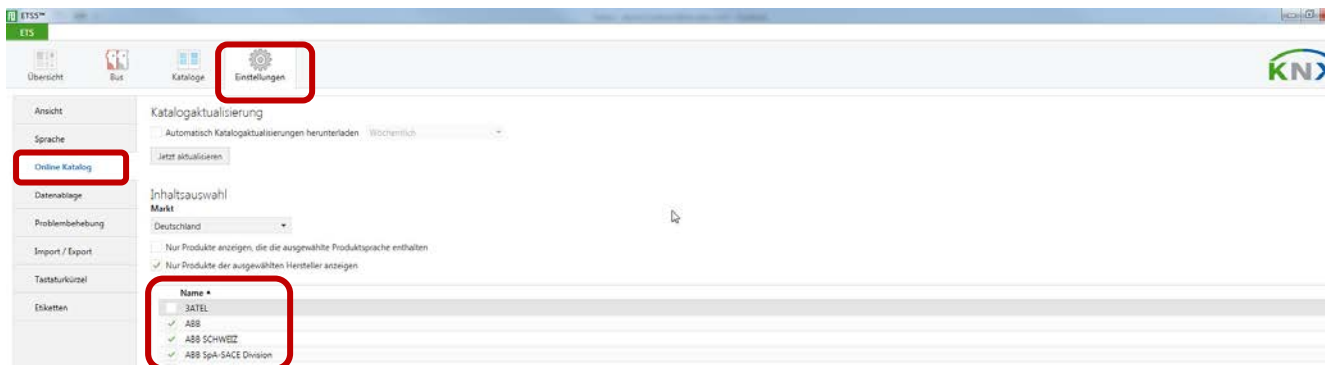 ETS5™
ETS
Übersicht Bus Kataloge Einstellungen
KNX
Ansicht
Sprache
Online Katalog
Datenablage
Problembehebung
Import / Export
Tastaturkürzel
Etiketten
Katalogaktualisierung
Automatisch Katalogaktualisierungen herunterladen Wöchentlich
Jetzt aktualisieren
Inhaltsauswahl
Markt
Deutschland
Nur Produkte anzeigen, die die ausgewählte Produktsprache enthalten
Nur Produkte der ausgewählten Hersteller anzeigen
Name
3ATEL
ABB
ABB SCHWEIZ
ABB SpA-SACE Division